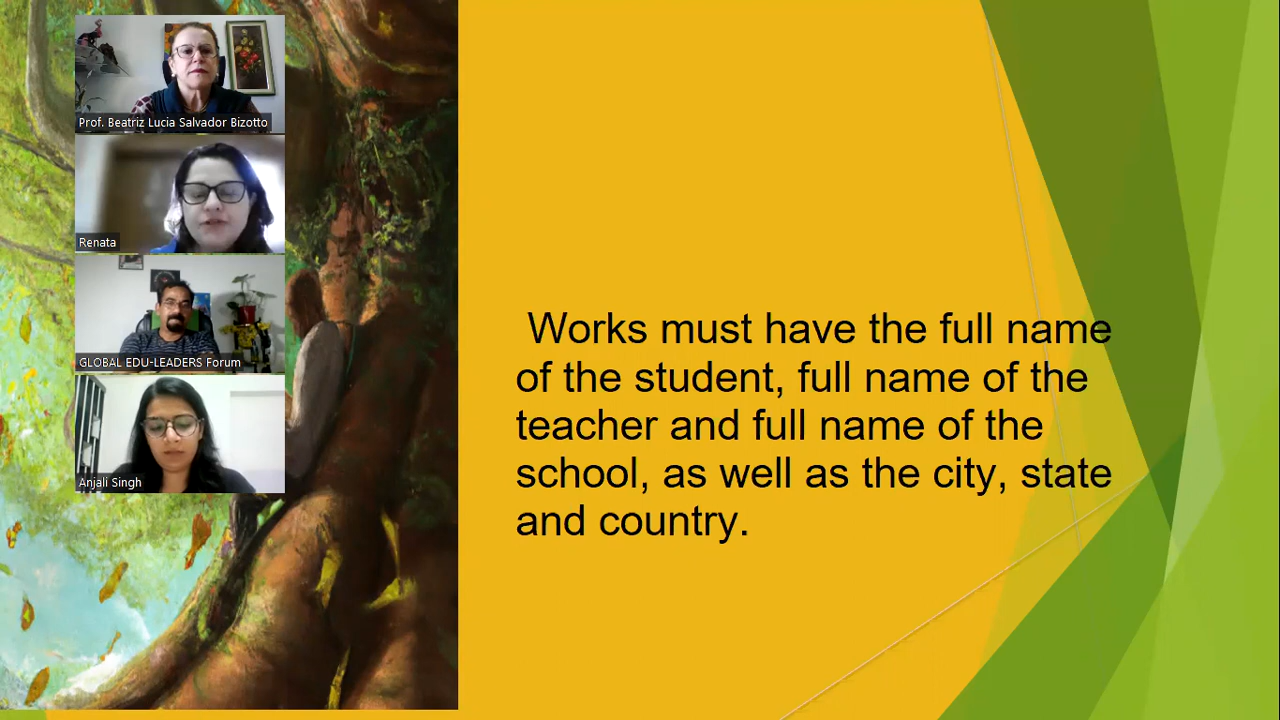 Prof. Beatriz Lucia Salvador Bizotto
Renata
GLOBAL EDU-LEADERS Forum
Anjali Singh
Works must have the full name
of the student, full name of the
teacher and full name of the
school, as well as the city, state
and country.